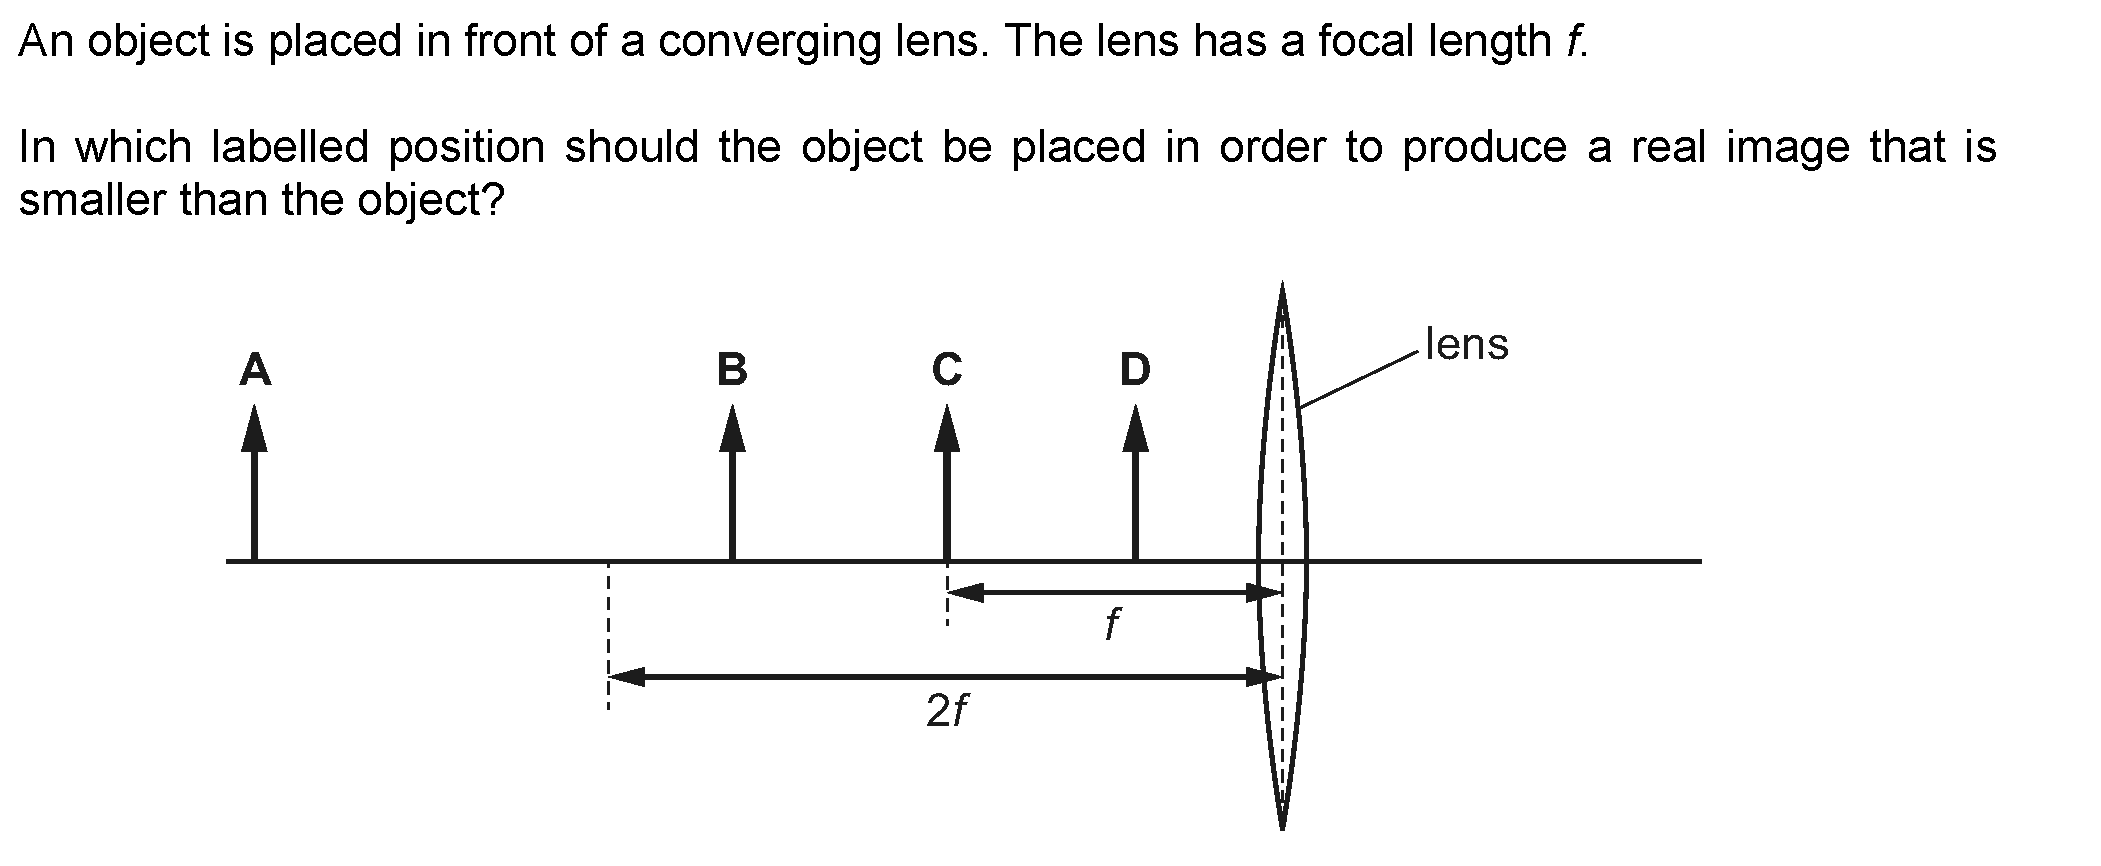 An object is placed in front of a converging lens. The lens has a focal length f.
In which labelled position should the object be placed in order to produce a real image that is
smaller than the object?
A B C D
lens
f
2f